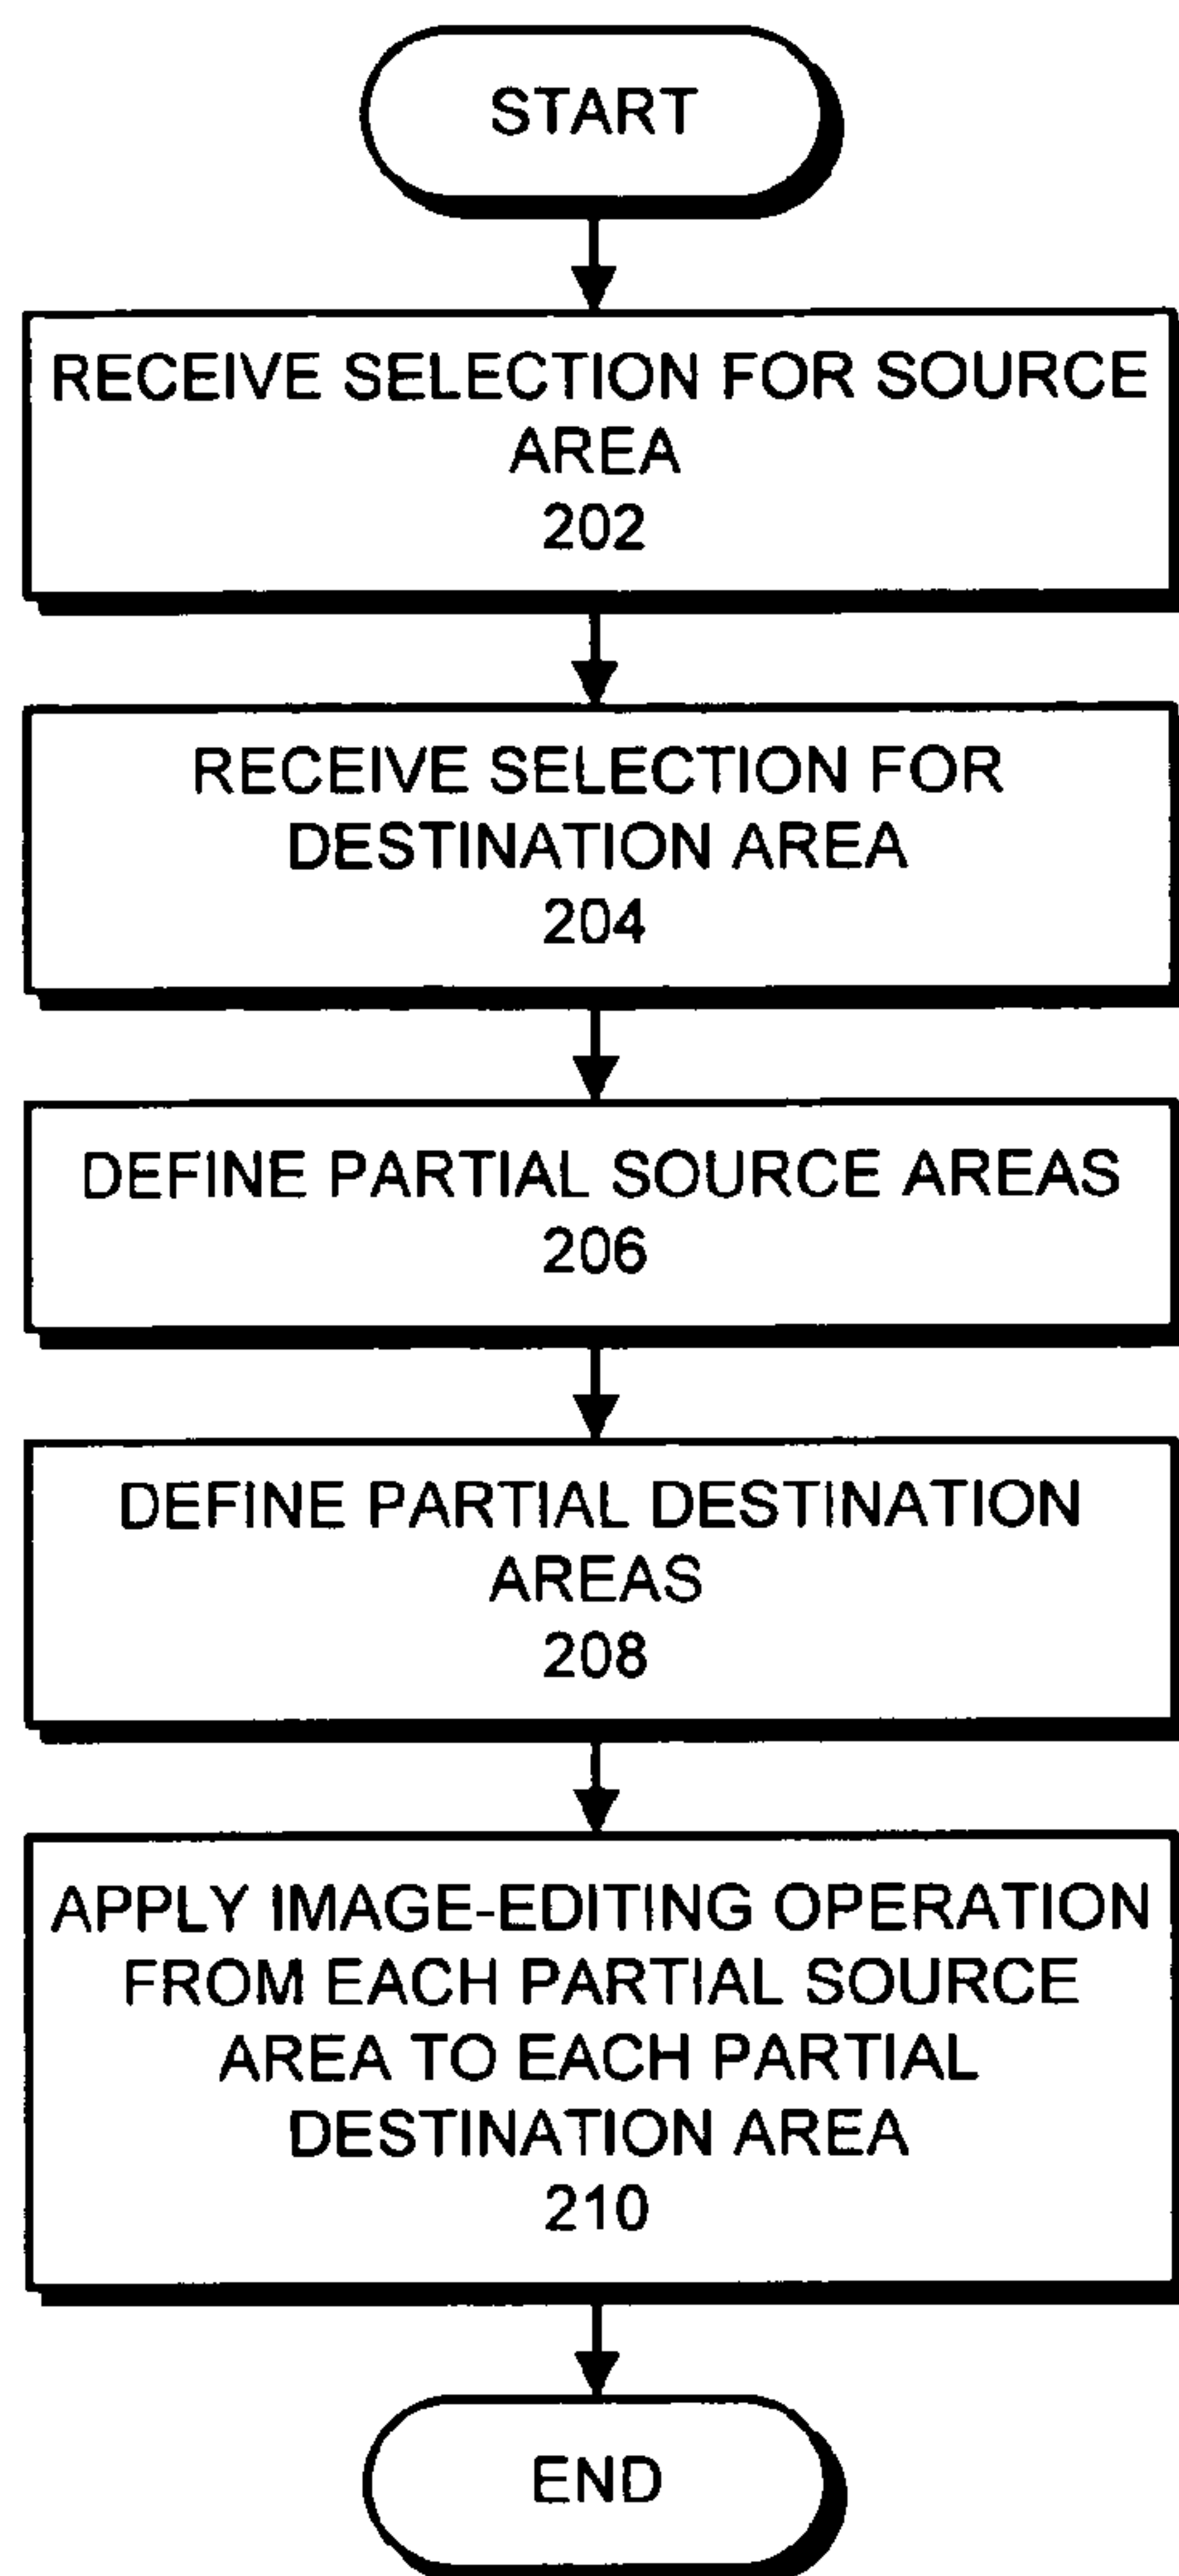 START
RECEIVE SELECTION FOR SOURCE
AREA
202
RECEIVE SELECTION FOR
DESTINATION AREA
204
DEFINE PARTIAL SOURCE AREAS
206
DEFINE PARTIAL DESTINATION
AREAS
208
APPLY IMAGE-EDITING OPERATION
FROM EACH PARTIAL SOURCE
AREA TO EACH PARTIAL
DESTINATION AREA
210
END